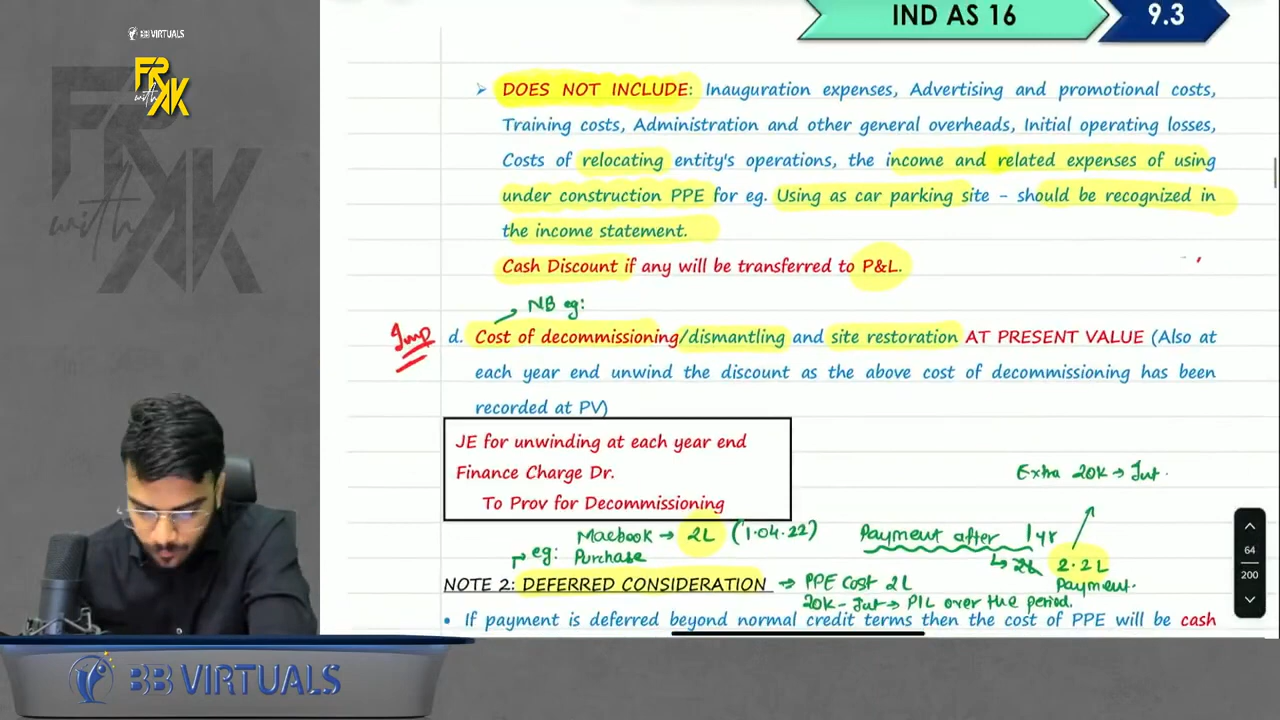 BB VIRTUALS
FR
with
AK
FR
with
AK
IND AS 16
9.3
➢ DOES NOT INCLUDE: Inauguration expenses, Advertising and promotional costs,
Training costs, Administration and other general overheads, Initial operating losses,
Costs of relocating entity's operations, the income and related expenses of using
under construction PPE for eg. Using as car parking site - should be recognized in
the income statement.
Cash Discount if any will be transferred to P&L.
NB eg:
Imp
d. Cost of decommissioning/dismantling and site restoration AT PRESENT VALUE (Also at
each year end unwind the discount as the above cost of decommissioning has been
recorded at PV)
JE for unwinding at each year end
Finance Charge Dr.
To Prov for Decommissioning
Extra 20K → Int.
eg: Macbook → 2L (1.04.22)
Purchase
Payment after 1yr
2L 2.2L
Payment.
NOTE 2: DEFERRED CONSIDERATION → PPE Cost 2L
20K - Int → P/L over the period.
• If payment is deferred beyond normal credit terms then the cost of PPE will be cash
64
200
BB VIRTUALS